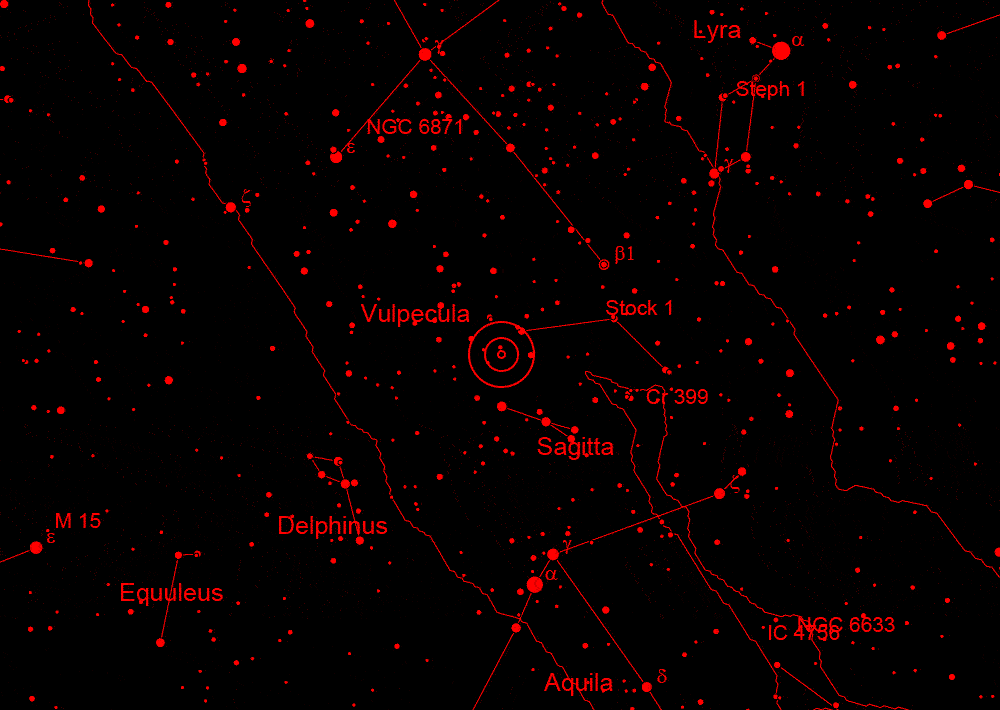 Lyra α
Steph 1
NGC 6871
ε
γ
ζ
β1
Vulpecula
Stock 1
Cr 399
Sagitta
ζ
M 15
ε
Delphinus
γ
α
Equuleus
NGC 6633
IC 4756
Aquila
δ